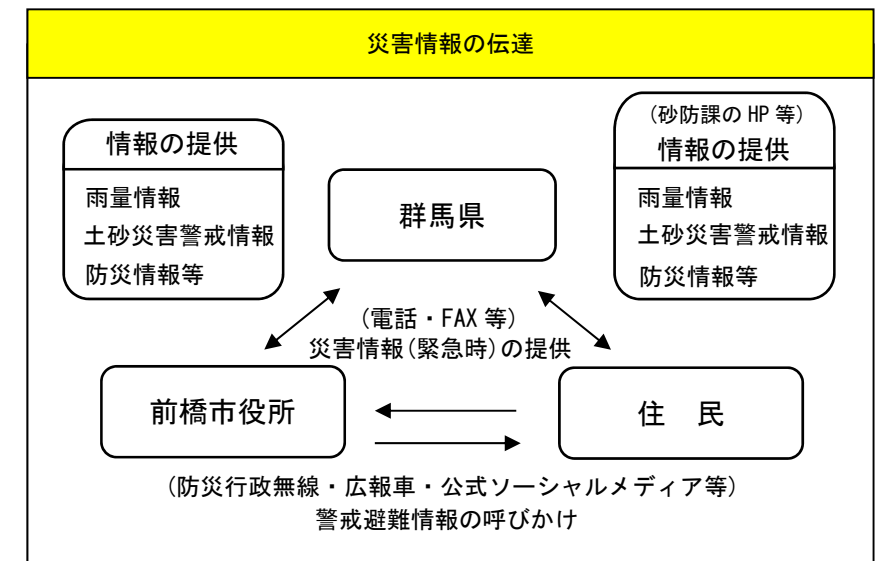 災害情報の伝達
情報の提供
雨量情報
土砂災害警戒情報
防災情報等
群馬県
(砂防課の HP 等)
情報の提供
雨量情報
土砂災害警戒情報
防災情報等
(電話・FAX 等)
災害情報(緊急時)の提供
前橋市役所
住　民
(防災行政無線・広報車・公式ソーシャルメディア等)
警戒避難情報の呼びかけ